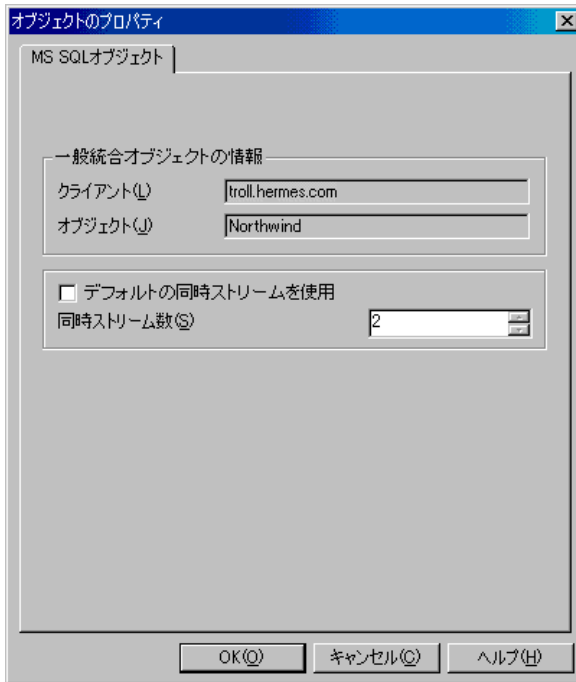 オブジェクトのプロパティ
MS SQLオブジェクト
一般統合オブジェクトの情報
クライアント(L) troll.hermes.com
オブジェクト(J) Northwind
デフォルトの同時ストリームを使用
同時ストリーム数(S) 2
OK(O) キャンセル(C) ヘルプ(H)